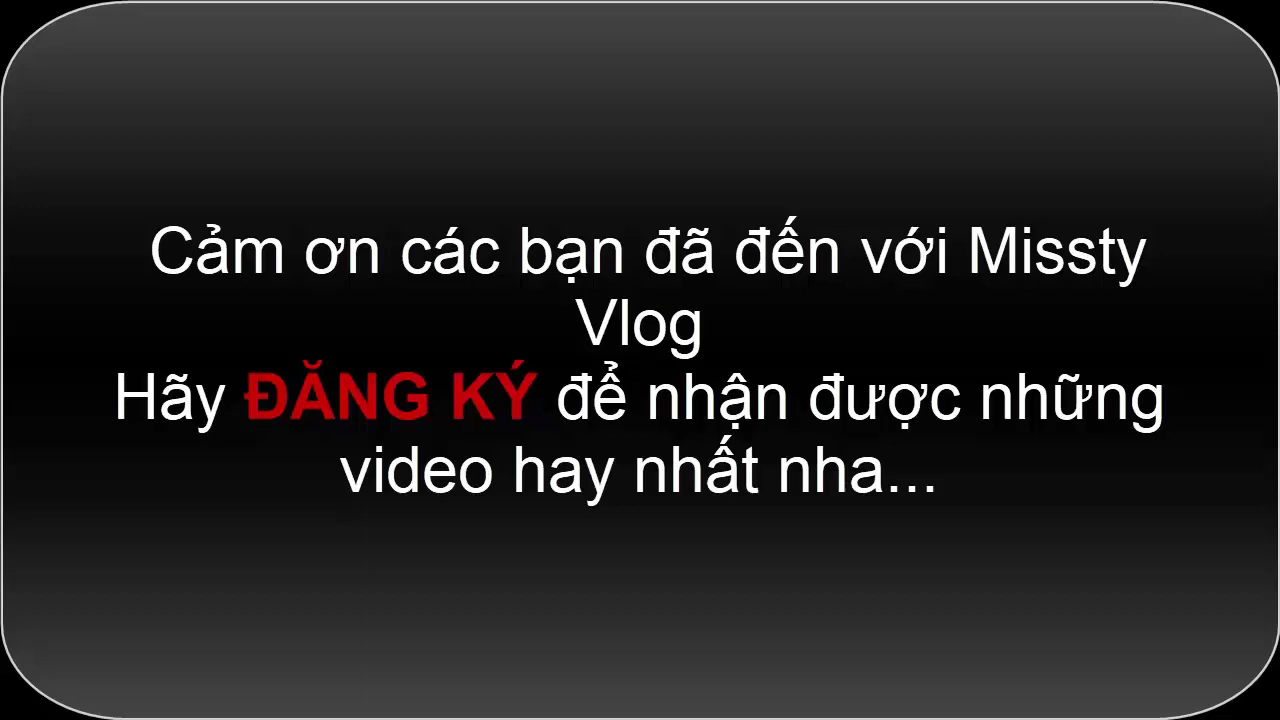 Cảm ơn các bạn đã đến với Missty
Vlog
Hãy ĐĂNG KÝ để nhận được những
video hay nhất nha...